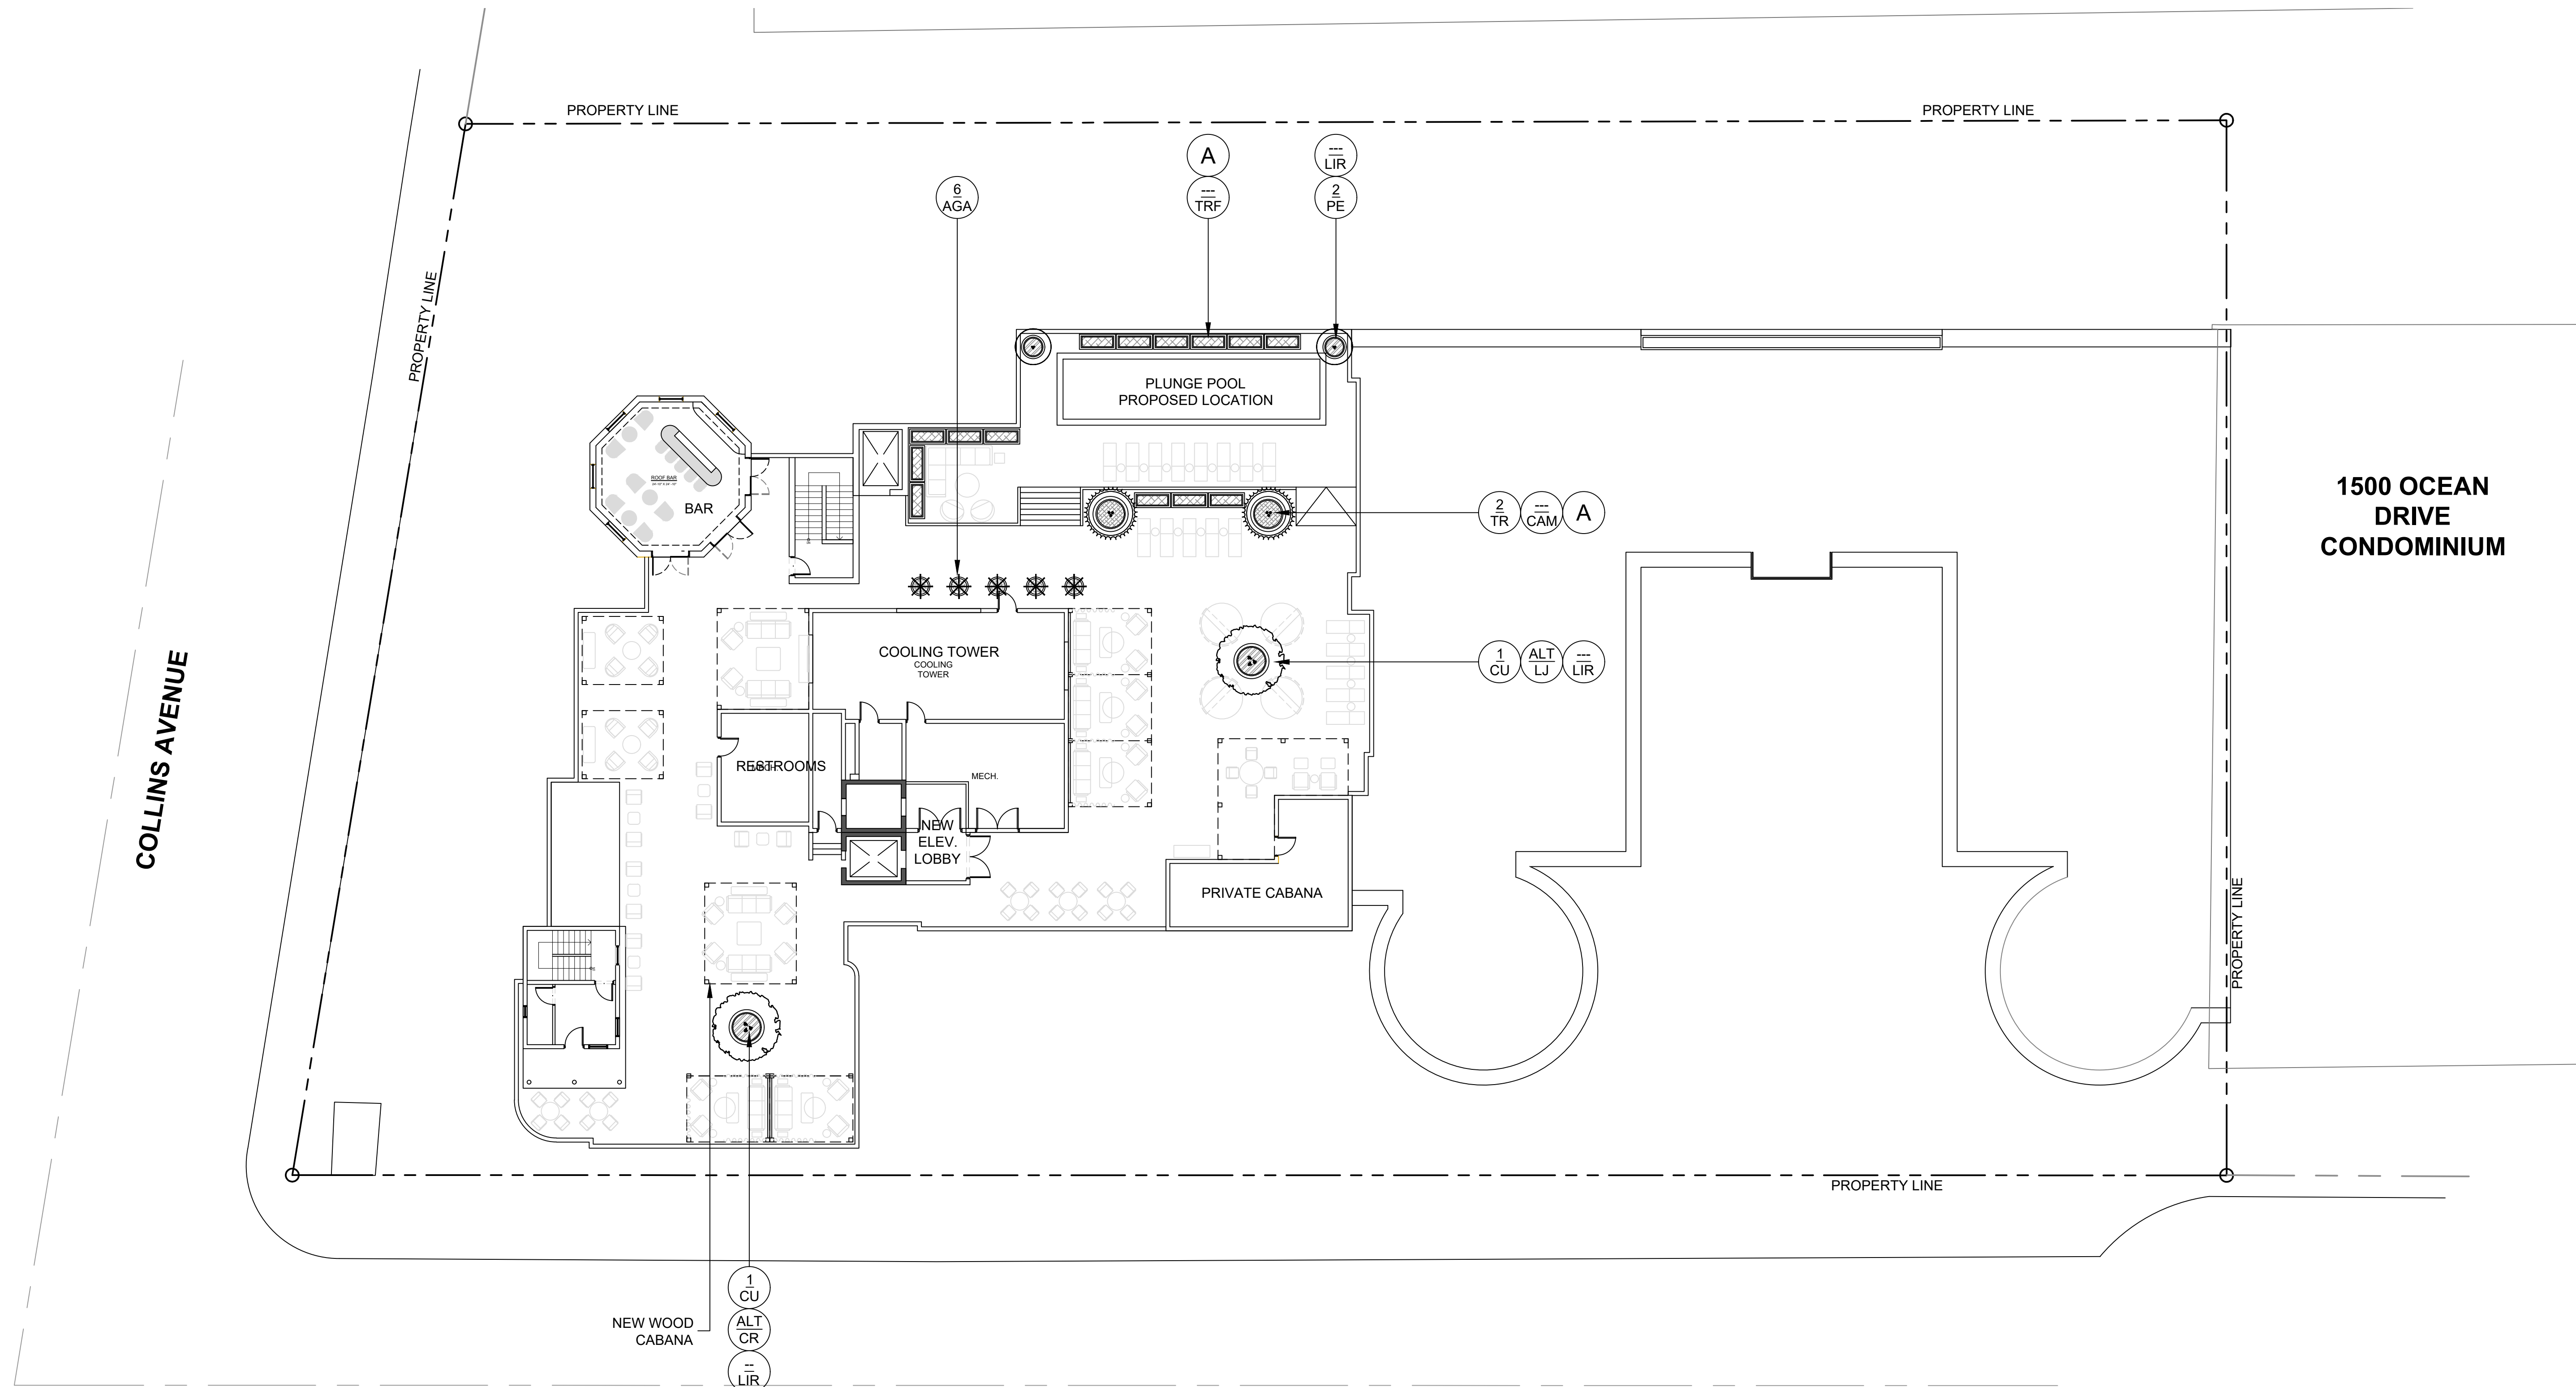 PROPERTY LINE
PROPERTY LINE
A
---
LIR
6
AGA
---
TRF
2
PE
PROPERTY LINE
PLUNGE POOL
PROPOSED LOCATION
ROOF BAR
BAR
2
TR
---
CAM
A
1500 OCEAN
DRIVE
CONDOMINIUM
COLLINS AVENUE
COOLING TOWER
COOLING
TOWER
1
CU
ALT
LJ
---
LIR
RESTROOMS
MECH.
NEW
ELEV.
LOBBY
PRIVATE CABANA
PROPERTY LINE
PROPERTY LINE
1
CU
NEW WOOD
CABANA
ALT
CR
--
LIR